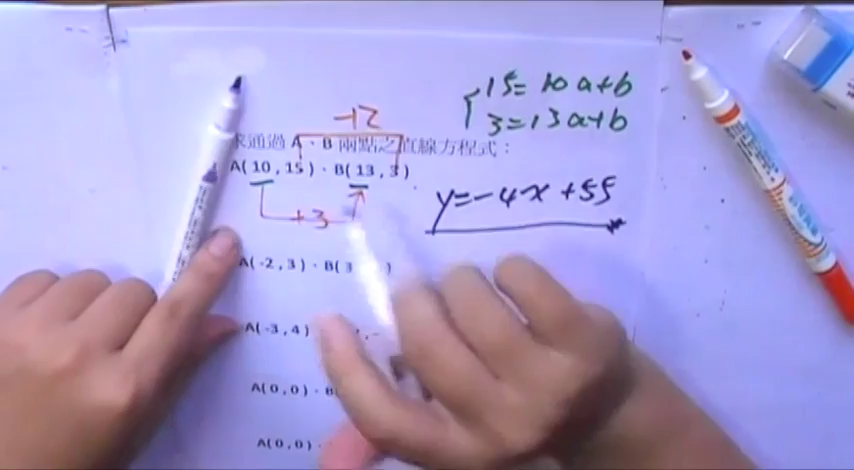 15=10a+b
3=13a+b
-12
求通過 A、B 兩點之直線方程式：
A(10,15)、B(13,3)
+3
y=-4x+55
A(-2,3)、B(3
A(-3,4)
A(0,0)、B(
A(0,0)、